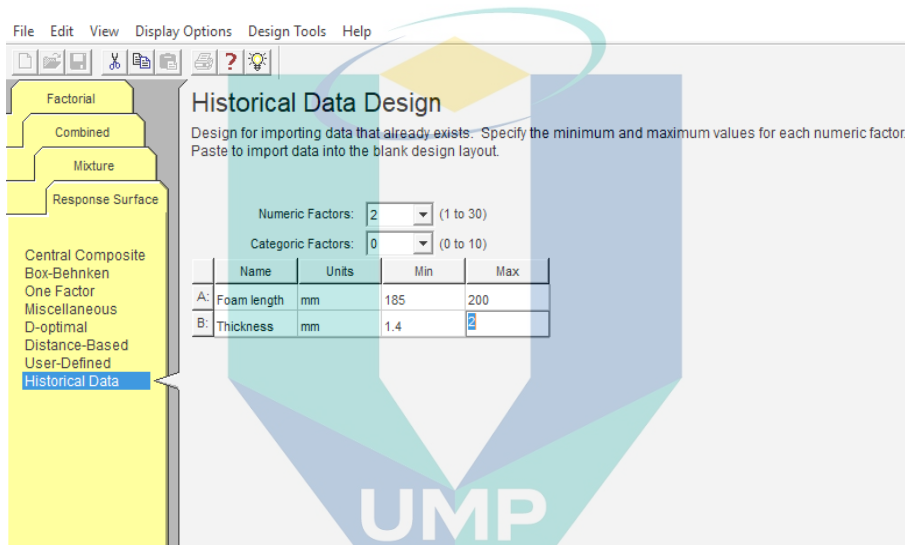 File Edit View Display Options Design Tools Help
Factorial
Combined
Mixture
Response Surface
Central Composite
Box-Behnken
One Factor
Miscellaneous
D-optimal
Distance-Based
User-Defined
Historical Data
Historical Data Design
Design for importing data that already exists. Specify the minimum and maximum values for each numeric factor.
Paste to import data into the blank design layout.
Numeric Factors: 2 (1 to 30)
Categoric Factors: 0 (0 to 10)
Name Units Min Max
A: Foam length mm 185 200
B: Thickness mm 1.4 2
UMP